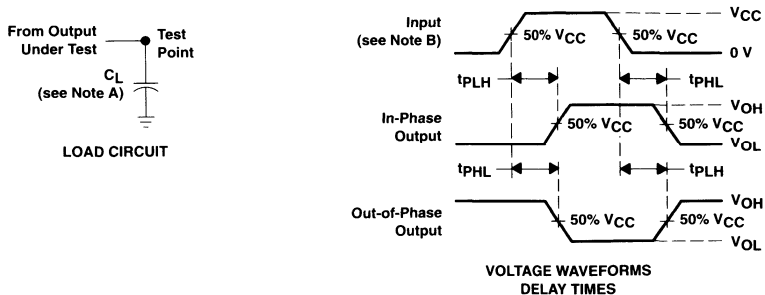 From Output
Under Test
Test
Point
CL
(see Note A)
LOAD CIRCUIT
Input
(see Note B)
50% VCC
50% VCC
VCC
0 V
tPLH
tPHL
In-Phase
Output
50% VCC
50% VCC
VOH
VOL
tPHL
tPLH
Out-of-Phase
Output
50% VCC
50% VCC
VOH
VOL
VOLTAGE WAVEFORMS
DELAY TIMES